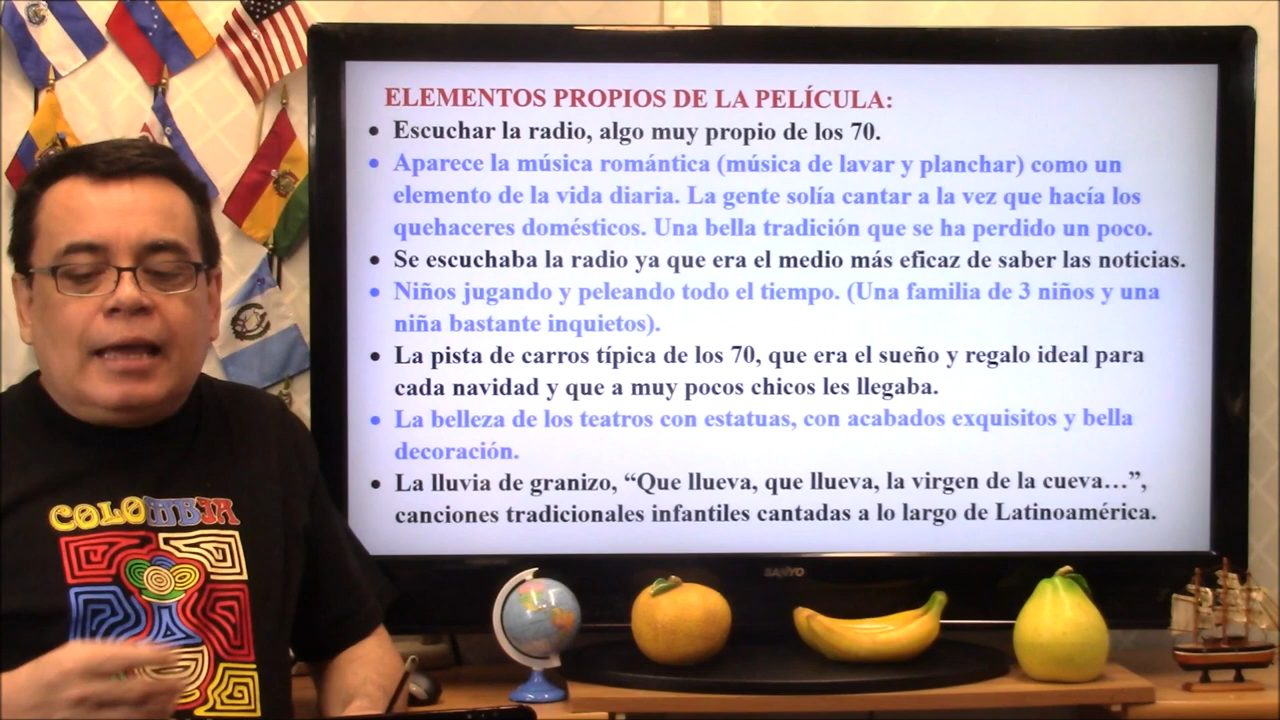 ELEMENTOS PROPIOS DE LA PELÍCULA:
• Escuchar la radio, algo muy propio de los 70.
• Aparece la música romántica (música de lavar y planchar) como un
elemento de la vida diaria. La gente solía cantar a la vez que hacía los
quehaceres domésticos. Una bella tradición que se ha perdido un poco.
• Se escuchaba la radio ya que era el medio más eficaz de saber las noticias.
• Niños jugando y peleando todo el tiempo. (Una familia de 3 niños y una
niña bastante inquietos).
• La pista de carros típica de los 70, que era el sueño y regalo ideal para
cada navidad y que a muy pocos chicos les llegaba.
• La belleza de los teatros con estatuas, con acabados exquisitos y bella
decoración.
• La lluvia de granizo, “Que llueva, que llueva, la virgen de la cueva…”,
canciones tradicionales infantiles cantadas a lo largo de Latinoamérica.
COLOMBIA
SANYO